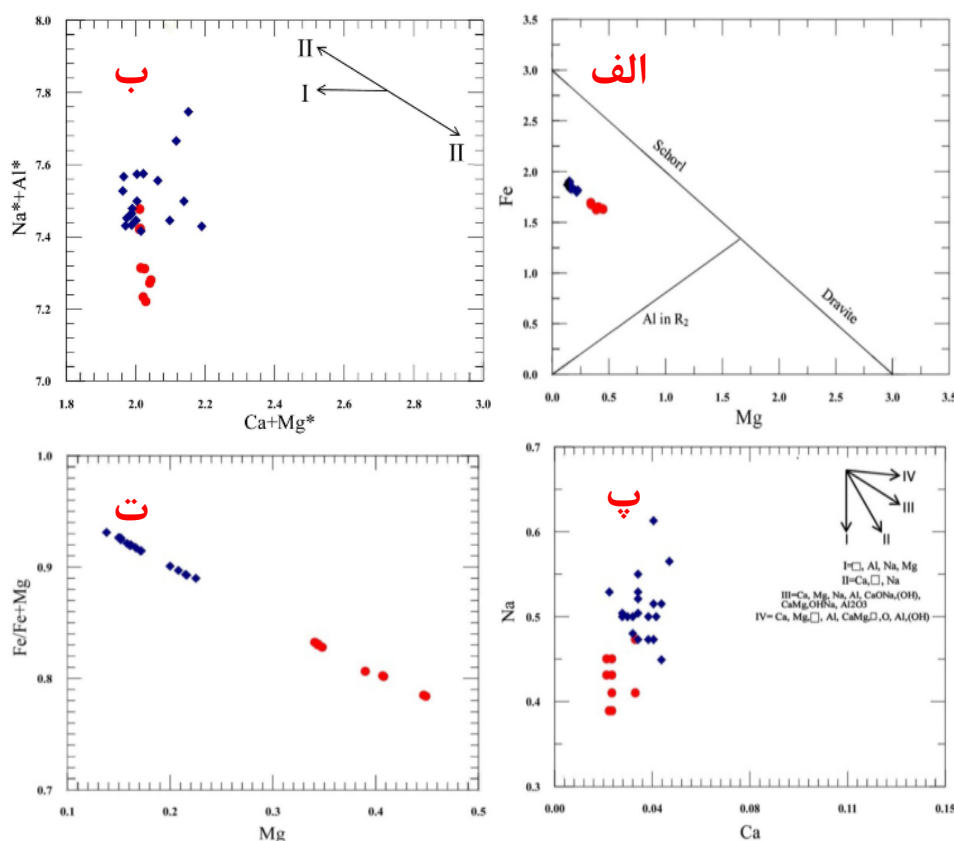 ب
8.0
7.8
7.6
7.4
7.2
7.0
1.8
2.0
2.2
2.4
2.6
2.8
3.0
Na*+Al*
Ca+Mg*
II
I
II
الف
3.5
3.0
2.5
2.0
1.5
1.0
0.5
0.0
0.0
0.5
1.0
1.5
2.0
2.5
3.0
3.5
Fe
Mg
Schorl
Dravite
Al in R₂
ت
1.0
0.9
0.8
0.7
0.1
0.2
0.3
0.4
0.5
Fe/Fe+Mg
Mg
پ
0.7
0.6
0.5
0.4
0.3
0.00
0.04
0.08
0.11
0.15
Na
Ca
IV
III
II
I
I=□, Al, Na, Mg
II=Ca,□, Na
III=Ca, Mg, Na, Al, CaONa,(OH),
CaMg,OHNa, Al2O3
IV= Ca, Mg,□, Al, CaMg,□,O, Al,(OH)